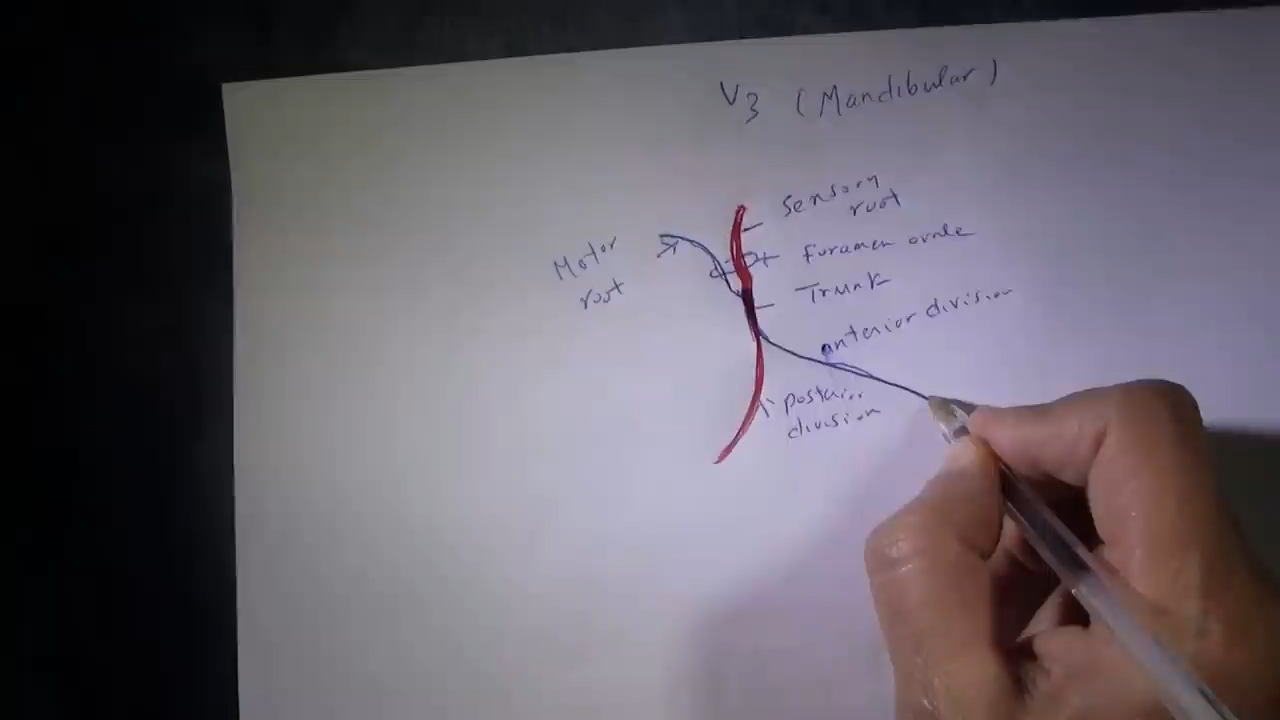 V3 (Mandibular)
Sensory
root
Motor
root
Foramen ovale
Trunk
anterior division
posterior
division